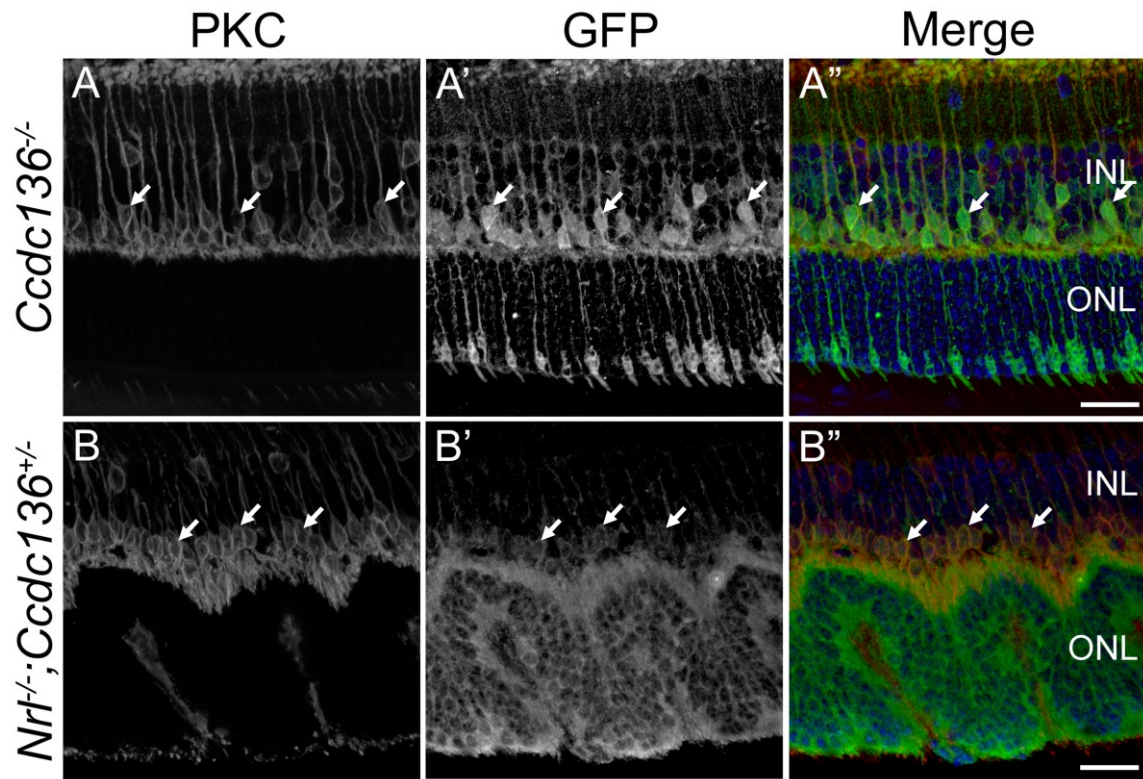 PKC GFP Merge
Ccdc136-/-
A A' A”
INL
ONL
Nrl-/-;Ccdc136+/-
B B' B”
INL
ONL